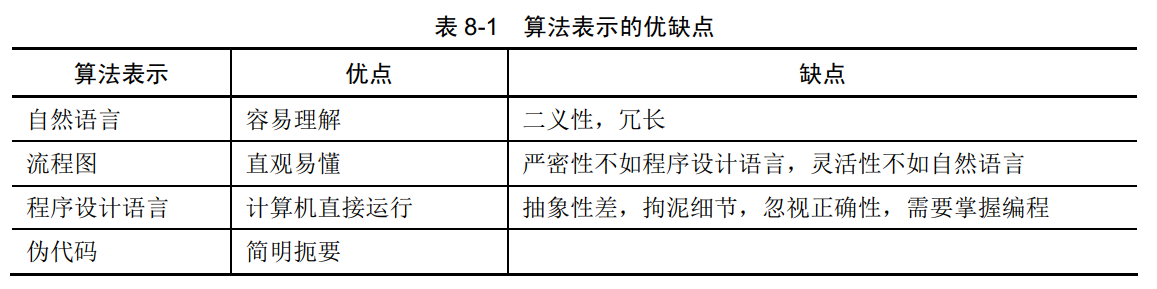 表 8-1 算法表示的优缺点
算法表示 优点 缺点
自然语言 容易理解 二义性，冗长
流程图 直观易懂 严密性不如程序设计语言，灵活性不如自然语言
程序设计语言 计算机直接运行 抽象性差，拘泥细节，忽视正确性，需要掌握编程
伪代码 简明扼要